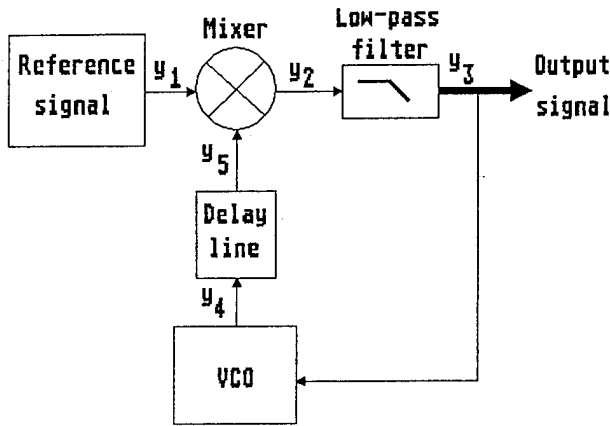 Mixer
Low-pass
filter
Reference
signal
y1
y2
y3
Output
signal
y5
Delay
line
y4
VCO